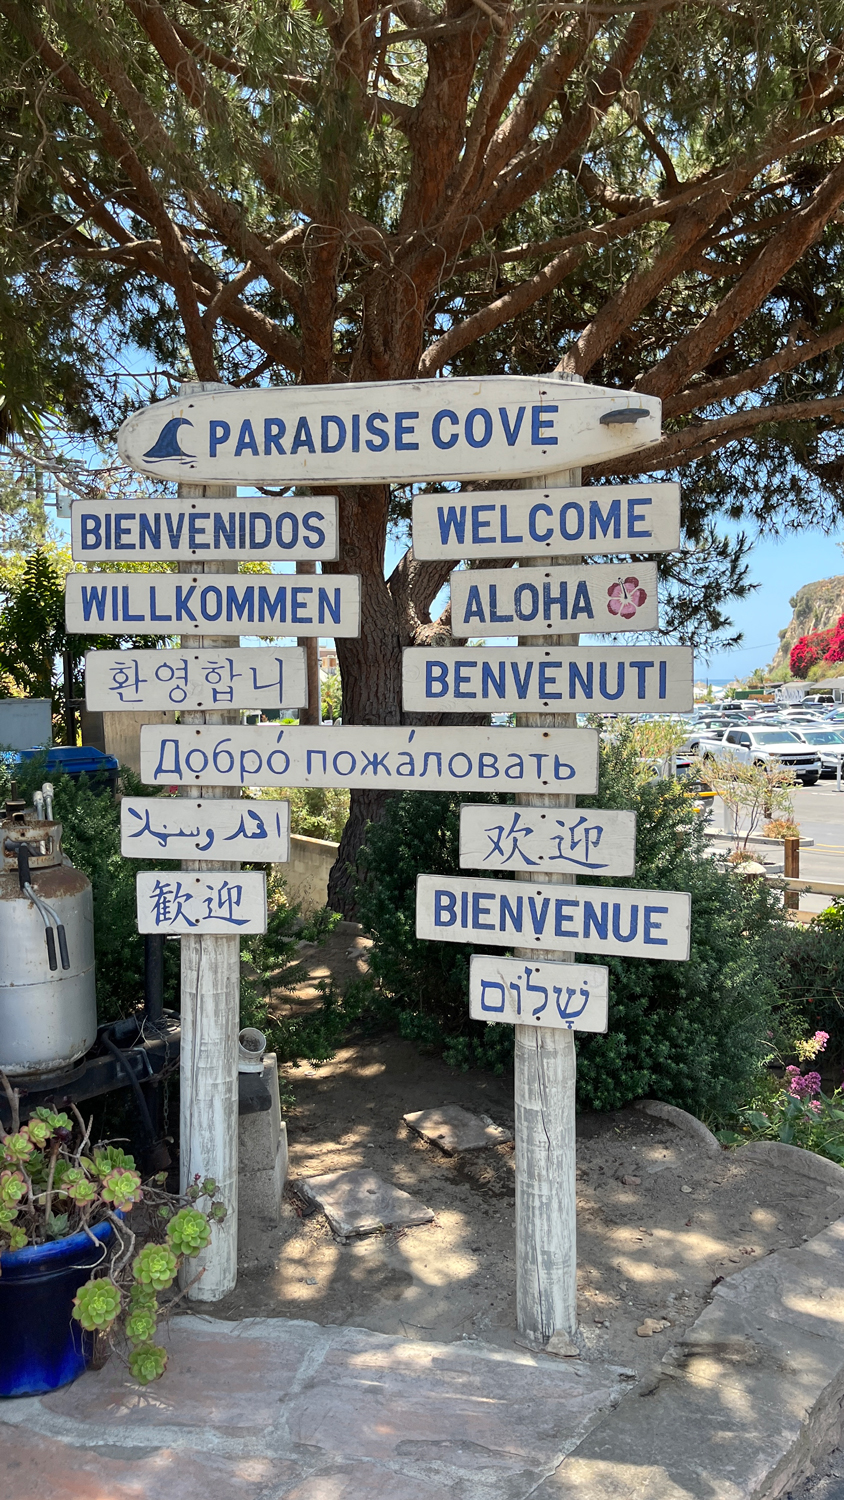 PARADISE COVE
BIENVENIDOS
WELCOME
WILLKOMMEN
ALOHA
환영합니
BENVENUTI
Добро́ пожа́ловать
اهلا وسهلا
欢迎
歡迎
BIENVENUE
שָׁלוֹם